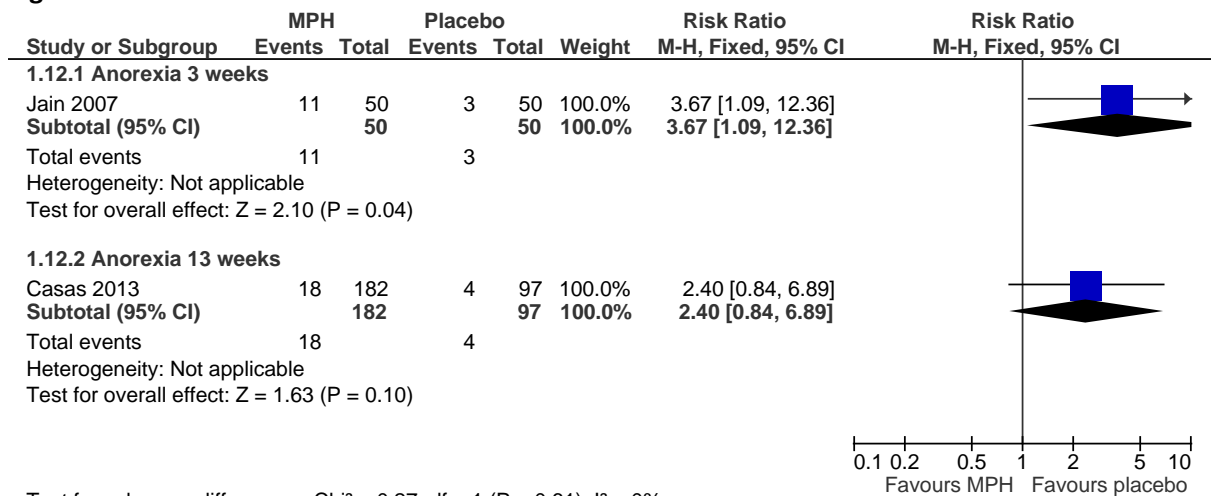 MPH Placebo Risk Ratio Risk Ratio
Study or Subgroup Events Total Events Total Weight M-H, Fixed, 95% CI M-H, Fixed, 95% CI
1.12.1 Anorexia 3 weeks
Jain 2007 11 50 3 50 100.0% 3.67 [1.09, 12.36]
Subtotal (95% CI) 50 50 100.0% 3.67 [1.09, 12.36]
Total events 11 3
Heterogeneity: Not applicable
Test for overall effect: Z = 2.10 (P = 0.04)
1.12.2 Anorexia 13 weeks
Casas 2013 18 182 4 97 100.0% 2.40 [0.84, 6.89]
Subtotal (95% CI) 182 97 100.0% 2.40 [0.84, 6.89]
Total events 18 4
Heterogeneity: Not applicable
Test for overall effect: Z = 1.63 (P = 0.10)
0.1 0.2 0.5 1 2 5 10
Favours MPH Favours placebo